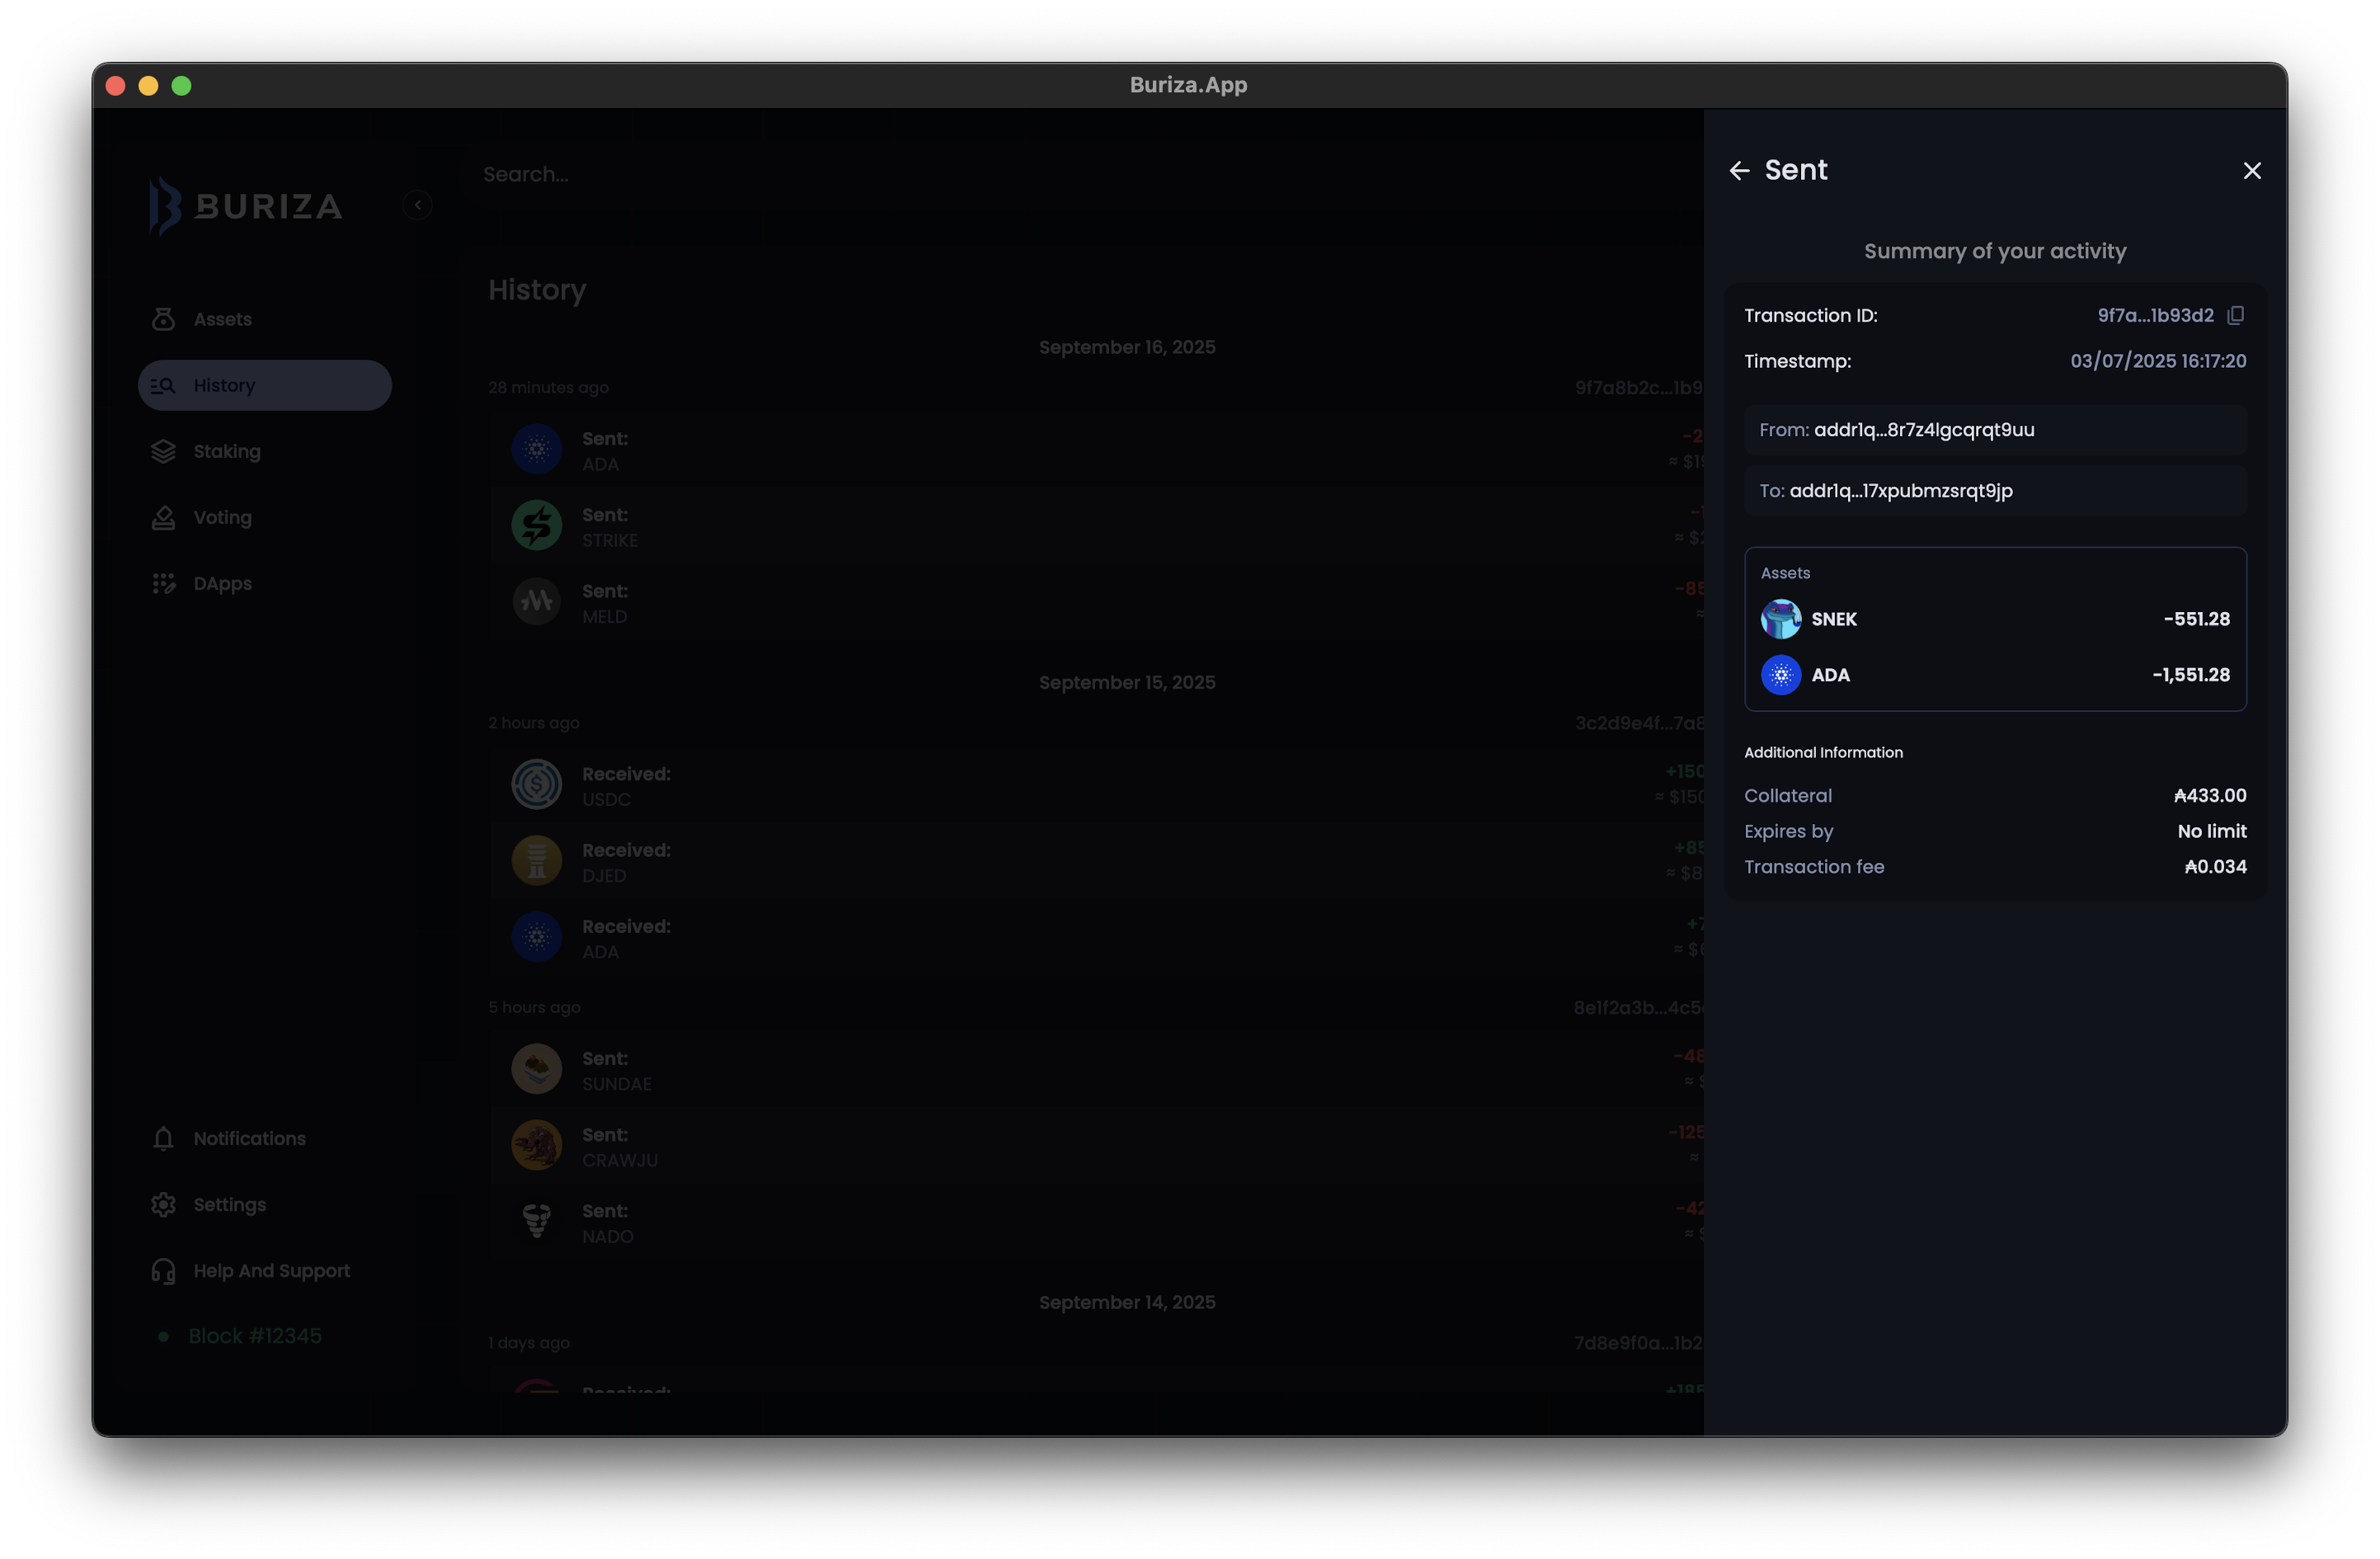 Buriza.App
BURIZA
Assets
History
Staking
Voting
DApps
Notifications
Settings
Help And Support
Block #12345
Search...
History
September 16, 2025
28 minutes ago 9f7a8b2c...1b9
Sent: -2
ADA ≈ $1
Sent: -1
STRIKE ≈ $2
Sent: -85
MELD ≈
September 15, 2025
2 hours ago 3c2d9e4f...7a8
Received: +150
USDC ≈ $150
Received: +85
DJED ≈ $8
Received: +7
ADA ≈ $6
5 hours ago 8e1f2a3b...4c5
Sent: -48
SUNDAE ≈ $
Sent: -125
CRAWJU ≈
Sent: -42
NADO ≈ $
September 14, 2025
1 days ago 7d8e9f0a...1b2
Received: +185
Sent
Summary of your activity
Transaction ID: 9f7a...1b93d2
Timestamp: 03/07/2025 16:17:20
From: addr1q...8r7z4lgcqrqt9uu
To: addr1q...17xpubmzsrqt9jp
Assets
SNEK -551.28
ADA -1,551.28
Additional Information
Collateral ₳433.00
Expires by No limit
Transaction fee ₳0.034